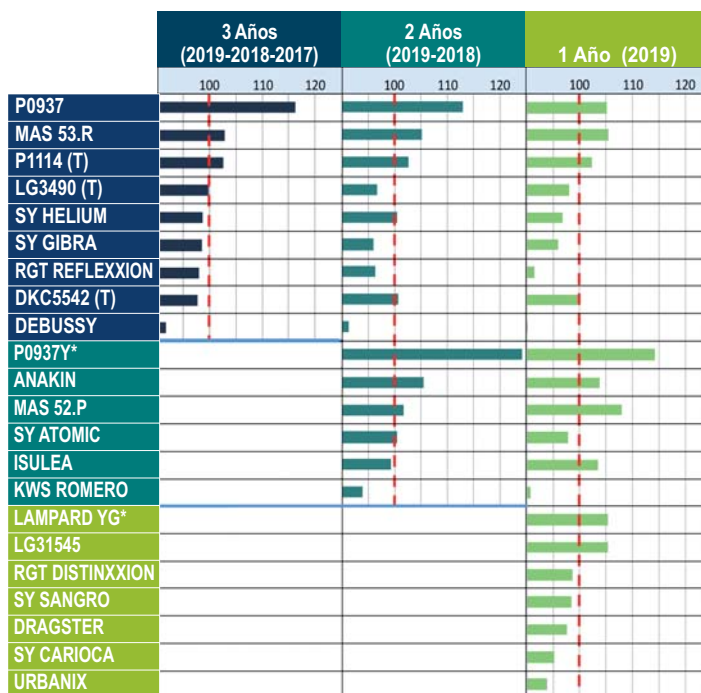 3 Años
(2019-2018-2017)
2 Años
(2019-2018)
1 Año (2019)
100 110 120 100 110 120 100 110 120
P0937
MAS 53.R
P1114 (T)
LG3490 (T)
SY HELIUM
SY GIBRA
RGT REFLEXXION
DKC5542 (T)
DEBUSSY
P0937Y*
ANAKIN
MAS 52.P
SY ATOMIC
ISULEA
KWS ROMERO
LAMPARD YG*
LG31545
RGT DISTINXXION
SY SANGRO
DRAGSTER
SY CARIOCA
URBANIX